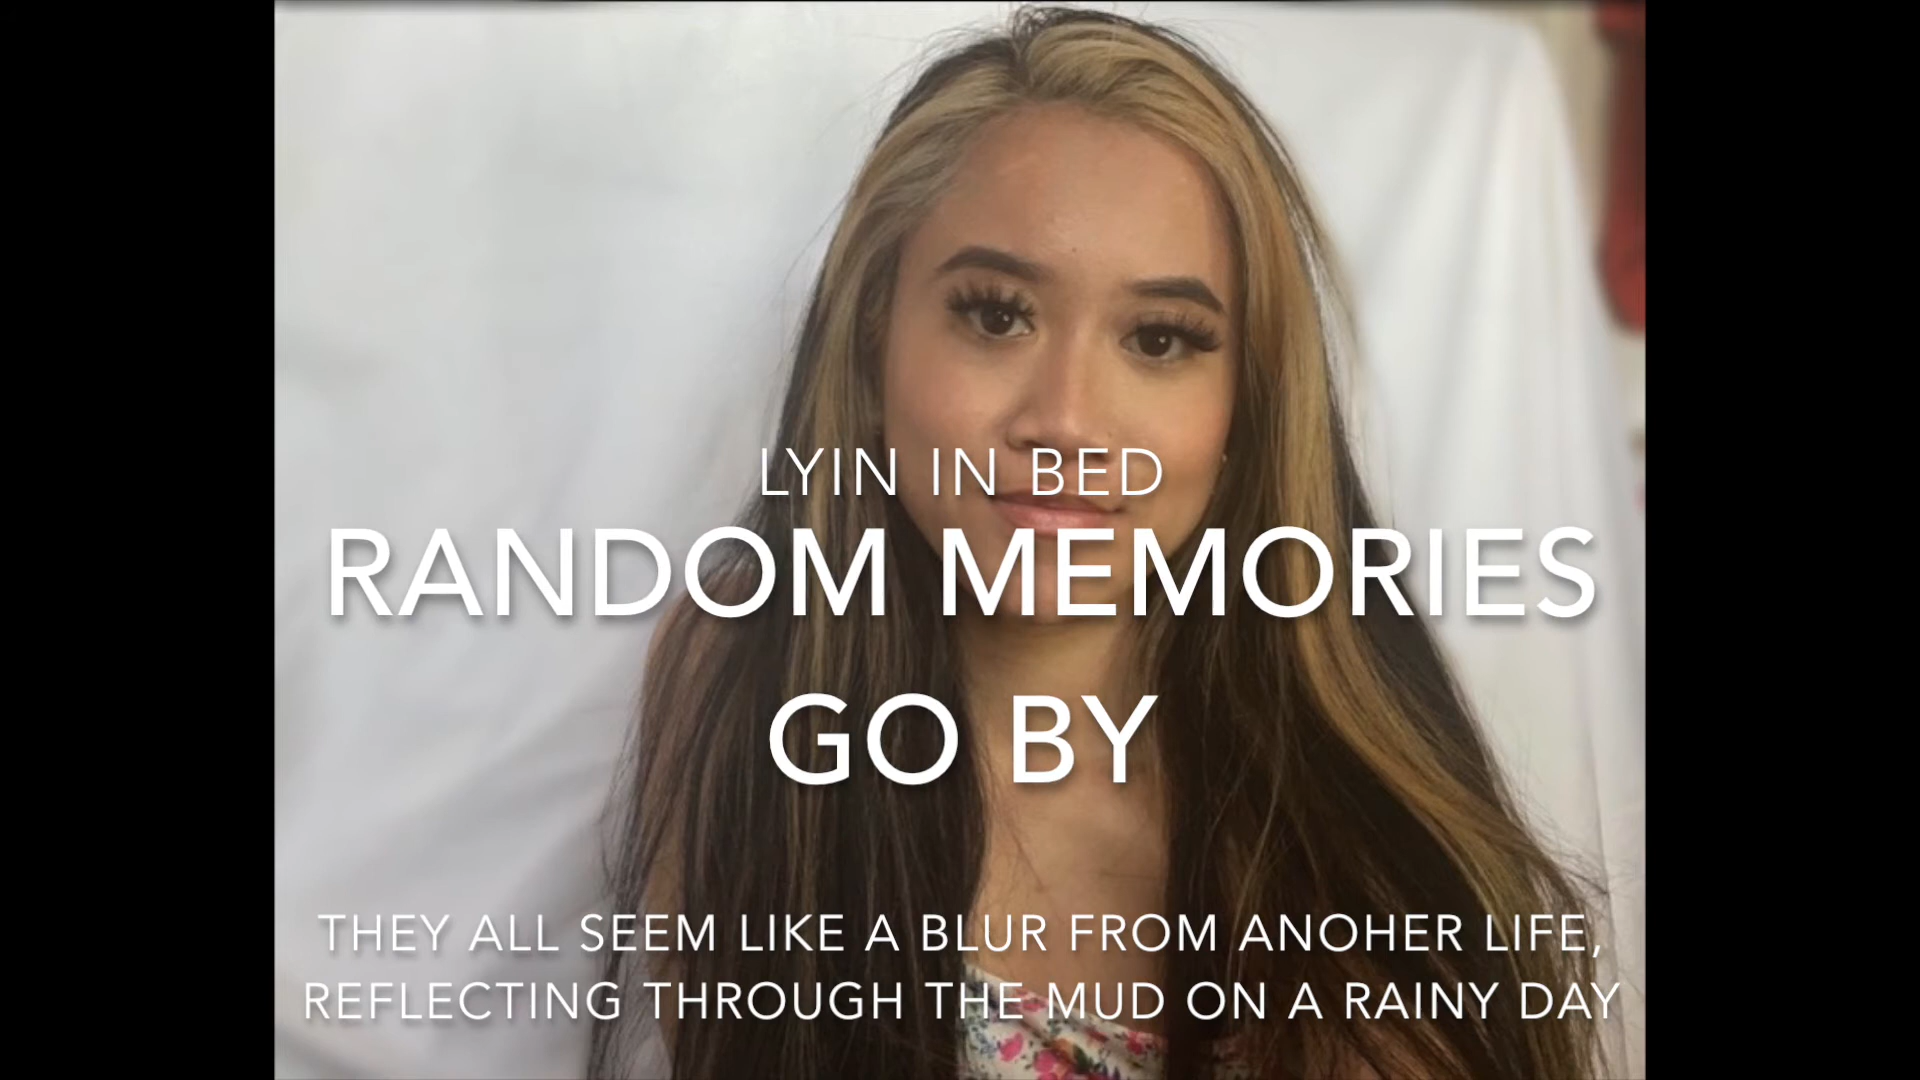 LYIN IN BED
RANDOM MEMORIES
GO BY
THEY ALL SEEM LIKE A BLUR FROM ANOHER LIFE,
REFLECTING THROUGH THE MUD ON A RAINY DAY